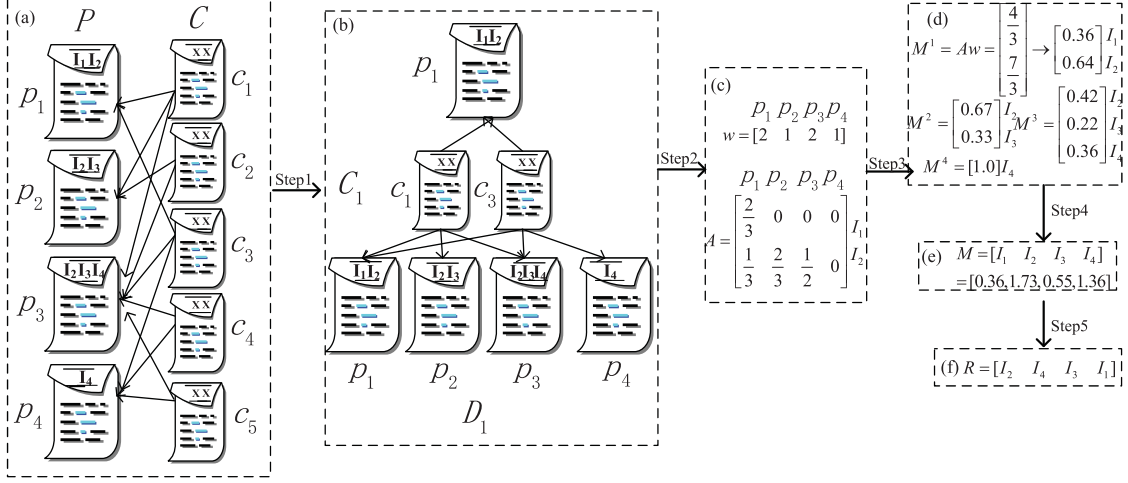 (a)
P C
I₁I₂
p₁
I₂I₃
p₂
I₂I₃I₄
p₃
I₄
p₄
XX
c₁
XX
c₂
XX
c₃
XX
c₄
XX
c₅
Step1
(b)
I₁I₂
p₁
C₁
XX
c₁
XX
c₃
I₁I₂
I₂I₃
I₂I₃I₄
I₄
p₁ p₂ p₃ p₄
D₁
Step2
(c)
p₁ p₂ p₃ p₄
w = [2 1 2 1]
p₁ p₂ p₃ p₄
A = [2/3 0 0 0] I₁
[1/3 2/3 1/2 0] I₂
Step3
(d)
M¹ = Aw = [4/3 7/3] → [0.36 0.64] I₁ I₂
M² = [0.67 0.33] I₂ I₃
M³ = [0.42 0.22 0.36] I₂ I₃ I₄
M⁴ = [1.0]I₄
Step4
(e) M = [I₁ I₂ I₃ I₄]
=[0.36,1.73,0.55,1.36]
Step5
(f) R = [I₂ I₄ I₃ I₁]